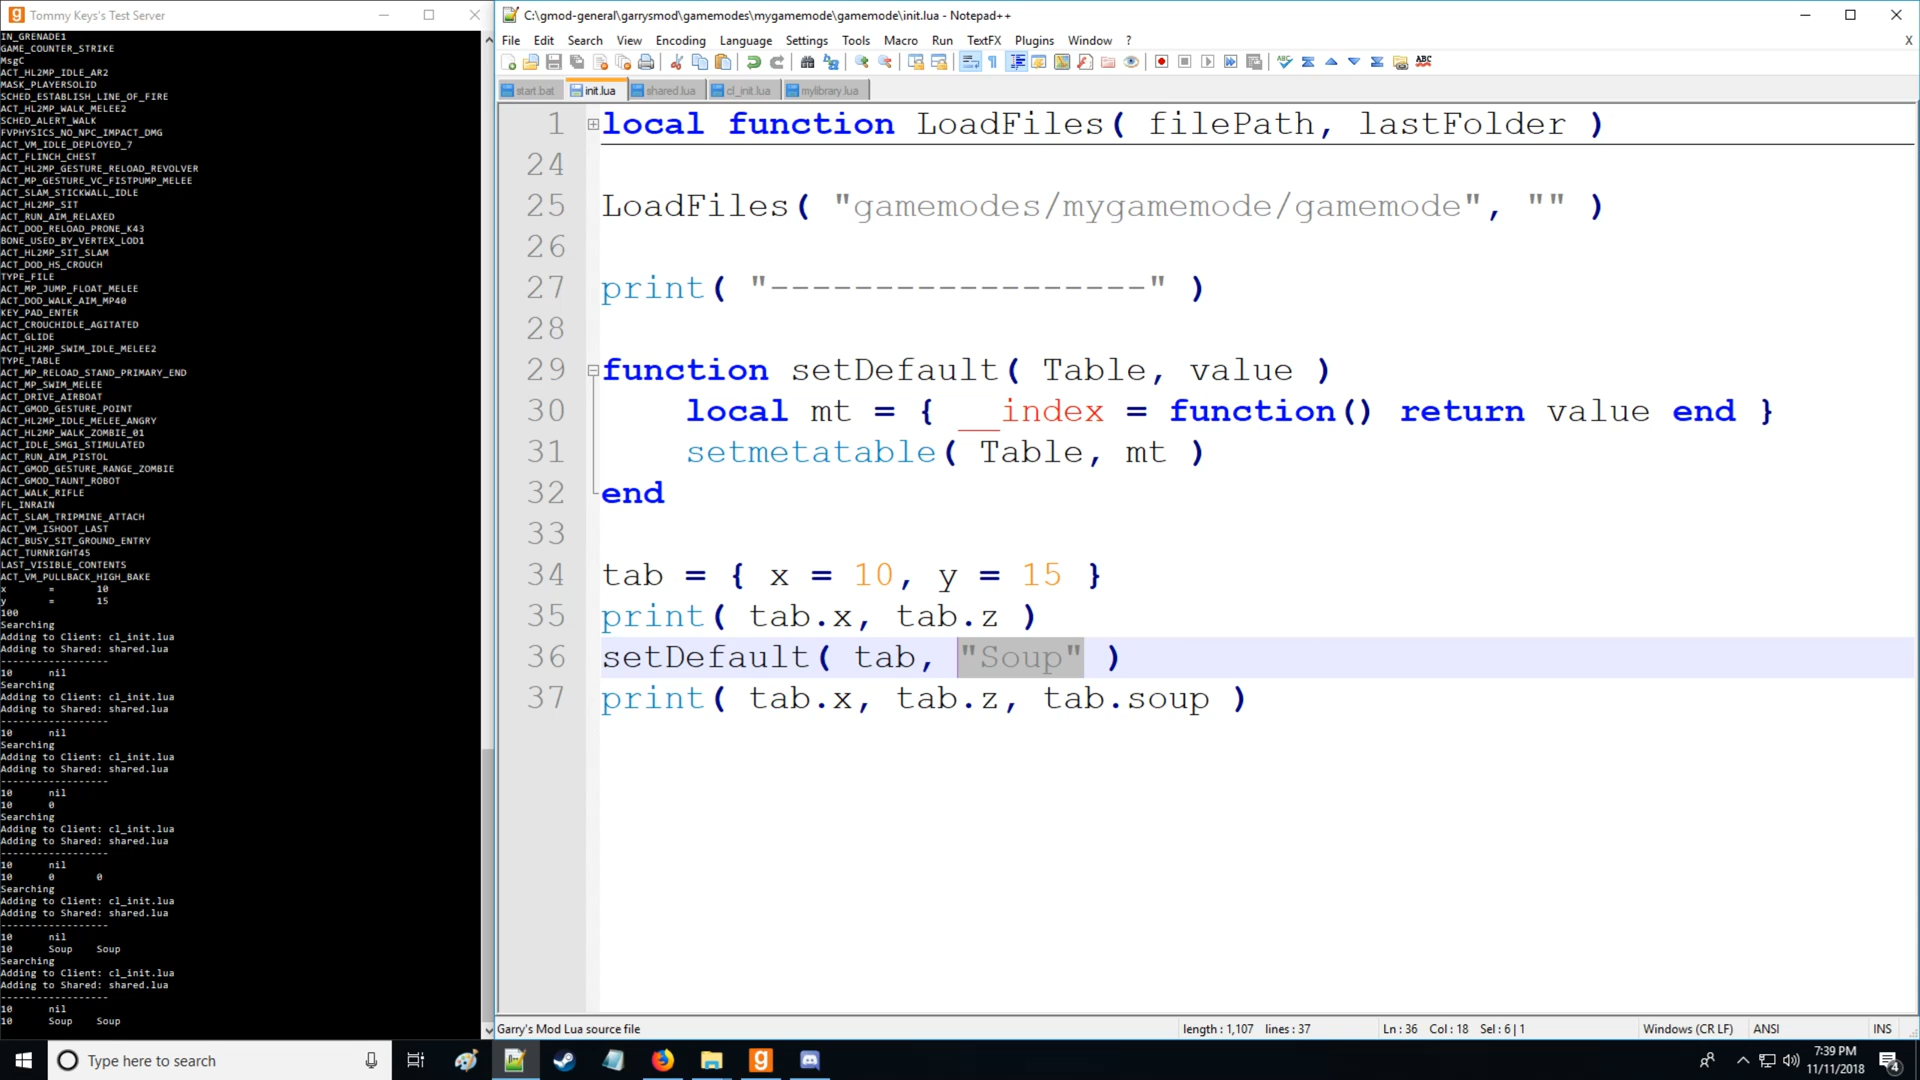 Tommy Keys's Test Server
IN_GRENADE1
GAME_COUNTER_STRIKE
MsgC
ACT_HL2MP_IDLE_AR2
MASK_PLAYERSOLID
SCHED_ESTABLISH_LINE_OF_FIRE
ACT_HL2MP_WALK_MELEE2
SCHED_ALERT_WALK
FVPHYSICS_NO_NPC_IMPACT_DMG
ACT_VM_IDLE_DEPLOYED_7
ACT_FLINCH_CHEST
ACT_HL2MP_GESTURE_RELOAD_REVOLVER
ACT_MP_GESTURE_VC_FISTPUMP_MELEE
ACT_SLAM_STICKWALL_IDLE
ACT_HL2MP_SIT
ACT_RUN_AIM_RELAXED
ACT_DOD_RELOAD_PRONE_K43
BONE_USED_BY_VERTEX_LOD1
ACT_HL2MP_SIT_SLAM
ACT_DOD_HS_CROUCH
TYPE_FILE
ACT_MP_JUMP_FLOAT_MELEE
ACT_DOD_WALK_AIM_MP40
KEY_PAD_ENTER
ACT_CROUCHIDLE_AGITATED
ACT_GLIDE
ACT_HL2MP_SWIM_IDLE_MELEE2
TYPE_TABLE
ACT_MP_RELOAD_STAND_PRIMARY_END
ACT_MP_SWIM_MELEE
ACT_DRIVE_AIRBOAT
ACT_GMOD_GESTURE_POINT
ACT_HL2MP_IDLE_MELEE_ANGRY
ACT_HL2MP_WALK_ZOMBIE_01
ACT_IDLE_SMG1_STIMULATED
ACT_RUN_AIM_PISTOL
ACT_GMOD_GESTURE_RANGE_ZOMBIE
ACT_GMOD_TAUNT_ROBOT
ACT_WALK_RIFLE
FL_INRAIN
ACT_SLAM_TRIPMINE_ATTACH
ACT_VM_ISHOOT_LAST
ACT_BUSY_SIT_GROUND_ENTRY
ACT_TURNRIGHT45
LAST_VISIBLE_CONTENTS
ACT_VM_PULLBACK_HIGH_BAKE
x = 10
y = 15
100
Searching
Adding to Client: cl_init.lua
Adding to Shared: shared.lua
------------------
10 nil
Searching
Adding to Client: cl_init.lua
Adding to Shared: shared.lua
------------------
10 nil
Searching
Adding to Client: cl_init.lua
Adding to Shared: shared.lua
------------------
10 nil
10 0
Searching
Adding to Client: cl_init.lua
Adding to Shared: shared.lua
------------------
10 nil
10 0 0
Searching
Adding to Client: cl_init.lua
Adding to Shared: shared.lua
------------------
10 nil
10 Soup Soup
Searching
Adding to Client: cl_init.lua
Adding to Shared: shared.lua
------------------
10 nil
10 Soup Soup
C:\gmod-general\garrysmod\gamemodes\mygamemode\gamemode\init.lua - Notepad++
File Edit Search View Encoding Language Settings Tools Macro Run TextFX Plugins Window ? X
start.bat init.lua shared.lua cl_init.lua mylibrary.lua
1 local function LoadFiles( filePath, lastFolder )
24
25 LoadFiles( "gamemodes/mygamemode/gamemode", "" )
26
27 print( "------------------" )
28
29 function setDefault( Table, value )
30 local mt = { __index = function() return value end }
31 setmetatable( Table, mt )
32 end
33
34 tab = { x = 10, y = 15 }
35 print( tab.x, tab.z )
36 setDefault( tab, "Soup" )
37 print( tab.x, tab.z, tab.soup )
Garry's Mod Lua source file length : 1,107 lines : 37 Ln : 36 Col : 18 Sel : 6 | 1 Windows (CR LF) ANSI INS
Type here to search
7:39 PM
11/11/2018
4